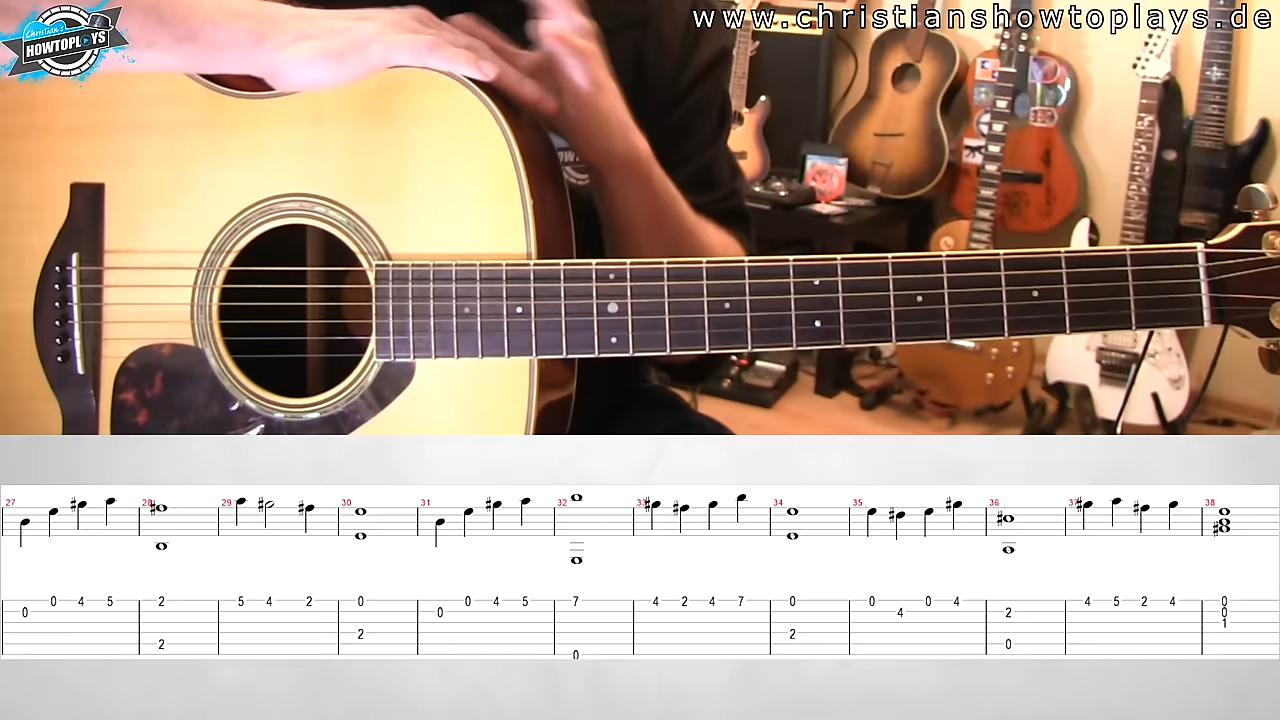 www.christianshowtoplays.de
Christian's
HOWTOPLAYS
27 28 29 30 31 32 33 34 35 36 37 38
0 4 5 2 5 4 2 0 0 4 5 7 4 2 4 7 0 0 0 4 2 4 5 2 4 0
0 0 4 2 0
2 2 1
2 0
0